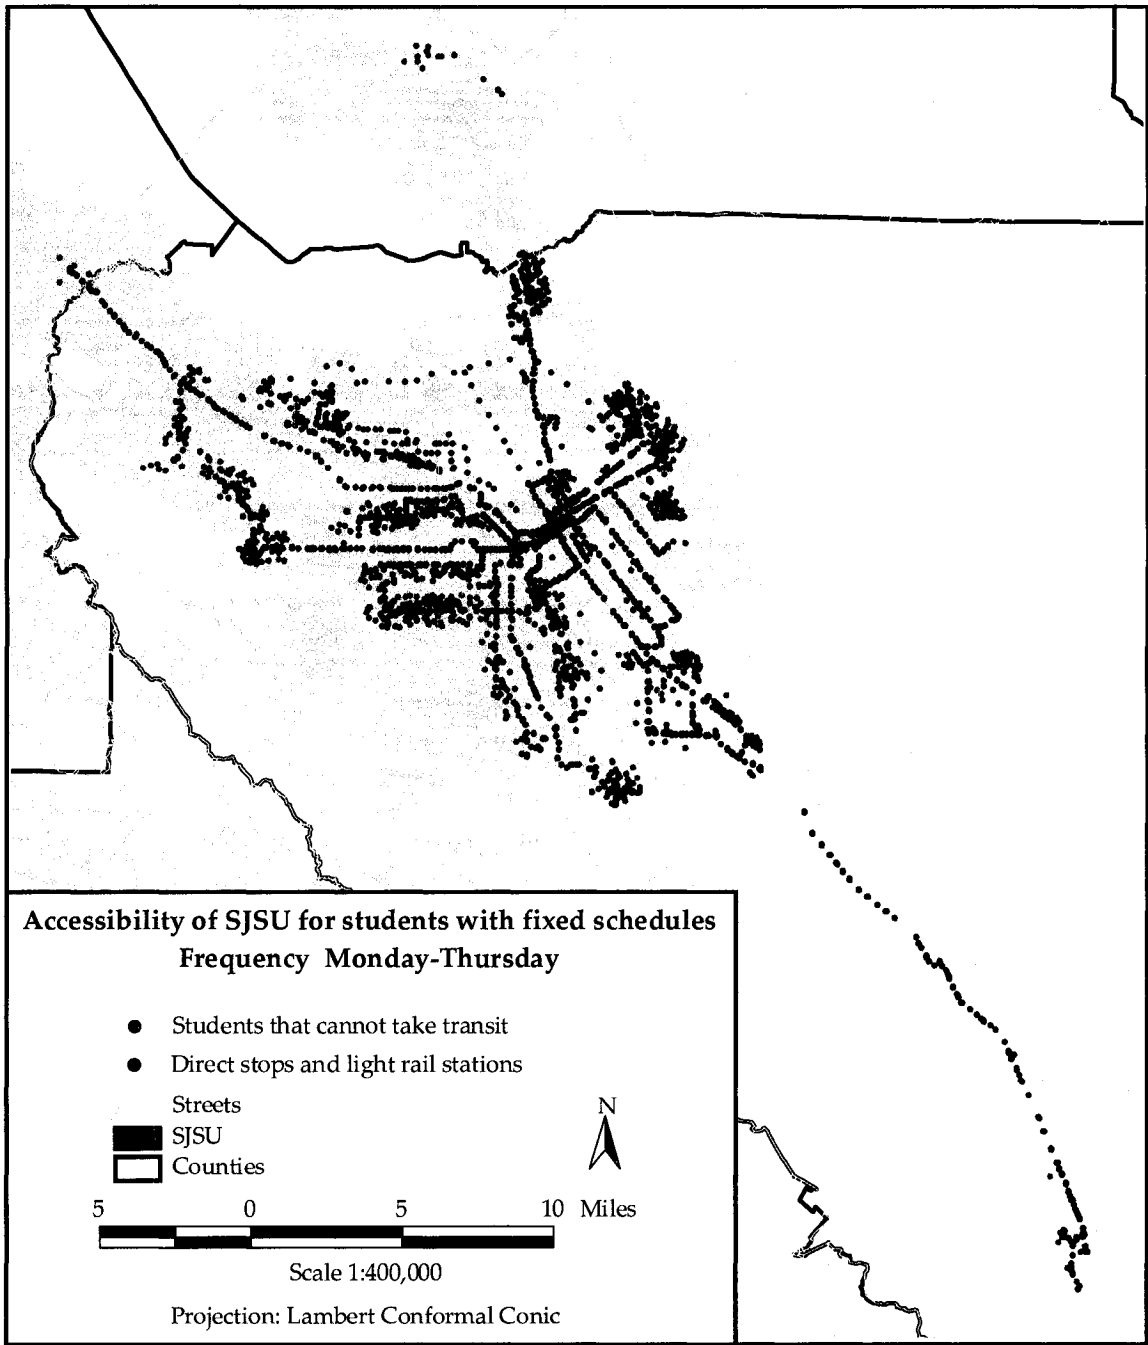 Accessibility of SJSU for students with fixed schedules
Frequency Monday-Thursday
Students that cannot take transit
Direct stops and light rail stations
Streets
SJSU
Counties
N
5 0 5 10 Miles
Scale 1:400,000
Projection: Lambert Conformal Conic